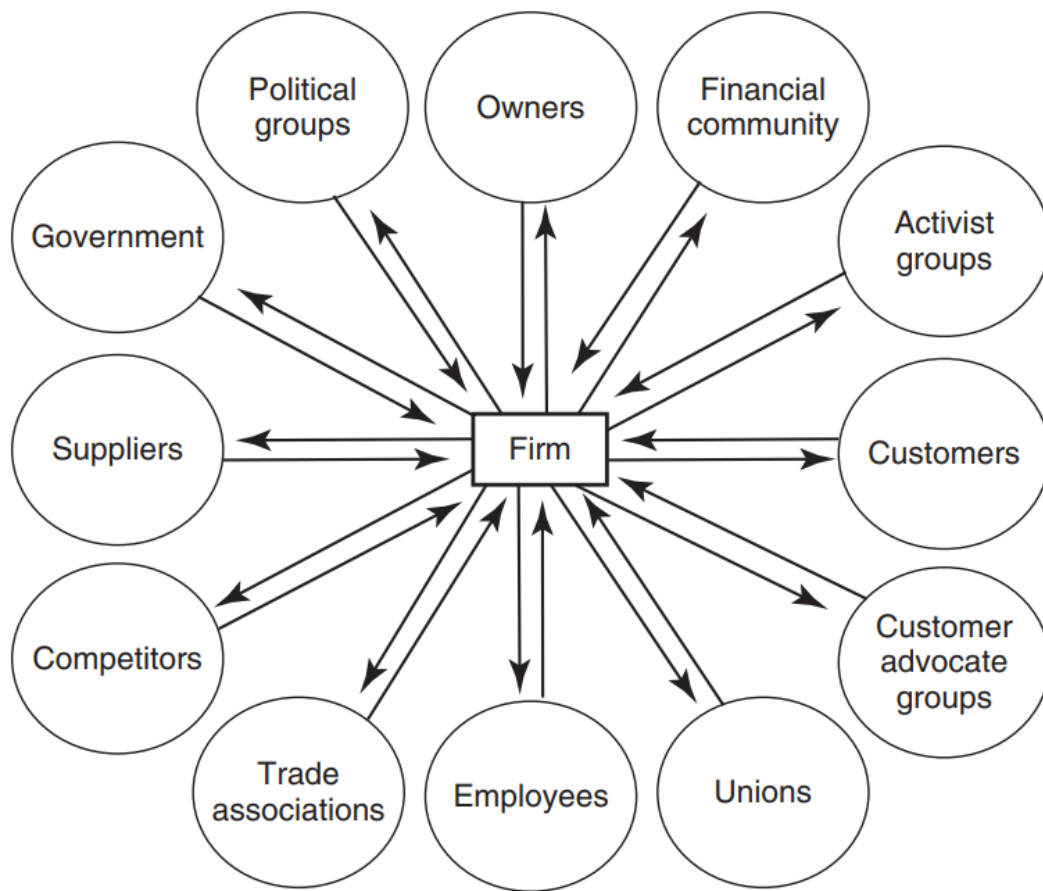 Political
groups
Owners
Financial
community
Government
Activist
groups
Suppliers
Firm
Customers
Competitors
Customer
advocate
groups
Trade
associations
Employees
Unions